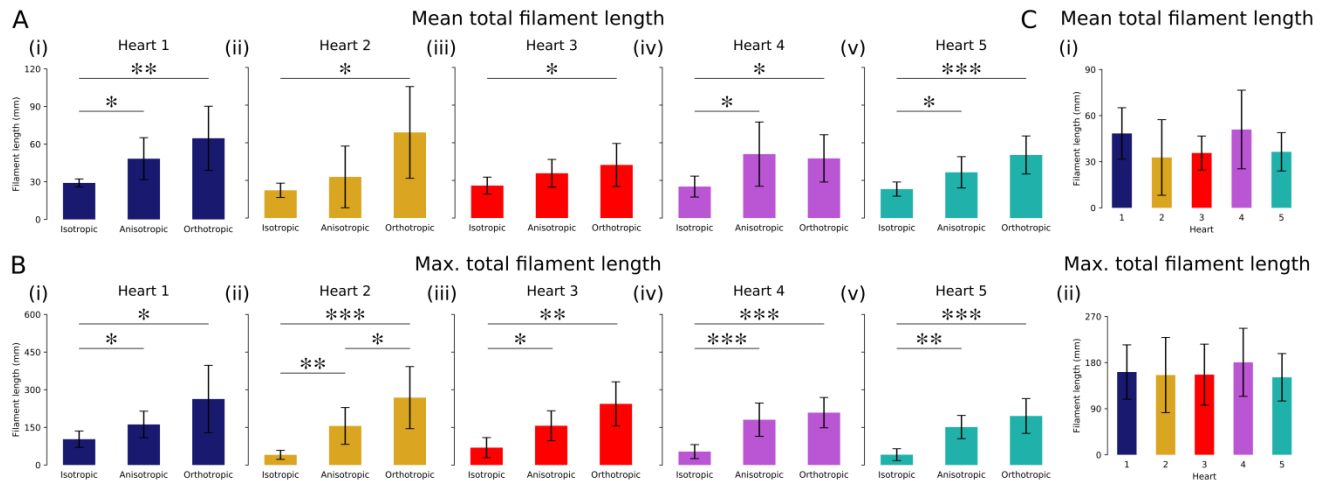 A Mean total filament length C Mean total filament length
(i) Heart 1 (ii) Heart 2 (iii) Heart 3 (iv) Heart 4 (v) Heart 5 (i)
** * * * ***
* * *
120
90
60
30
0
Filament length (mm)
Isotropic Anisotropic Orthotropic Isotropic Anisotropic Orthotropic Isotropic Anisotropic Orthotropic Isotropic Anisotropic Orthotropic Isotropic Anisotropic Orthotropic
90
60
30
0
Filament length (mm)
1 2 3 4 5
Heart
B Max. total filament length Max. total filament length
(i) Heart 1 (ii) Heart 2 (iii) Heart 3 (iv) Heart 4 (v) Heart 5 (ii)
* *** ** *** ***
* * * *** **
**
600
450
300
150
0
Filament length (mm)
Isotropic Anisotropic Orthotropic Isotropic Anisotropic Orthotropic Isotropic Anisotropic Orthotropic Isotropic Anisotropic Orthotropic Isotropic Anisotropic Orthotropic
270
180
90
0
Filament length (mm)
1 2 3 4 5
Heart